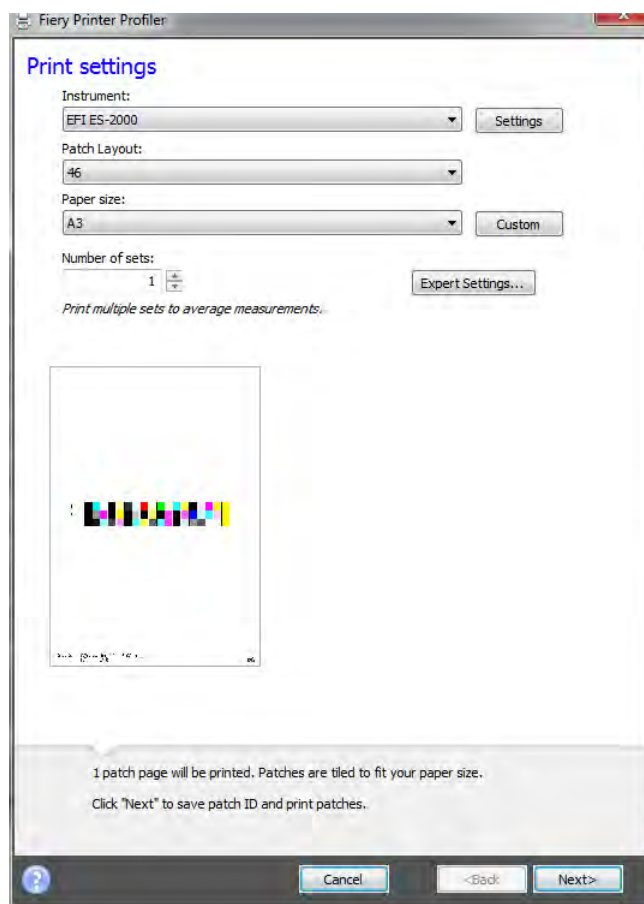 Fiery Printer Profiler
Print settings
Instrument:
EFI ES-2000
Settings
Patch Layout:
46
Paper size:
A3
Custom
Number of sets:
1
Expert Settings...
Print multiple sets to average measurements.
1 patch page will be printed. Patches are tiled to fit your paper size.
Click "Next" to save patch ID and print patches.
Cancel
<Back
Next>